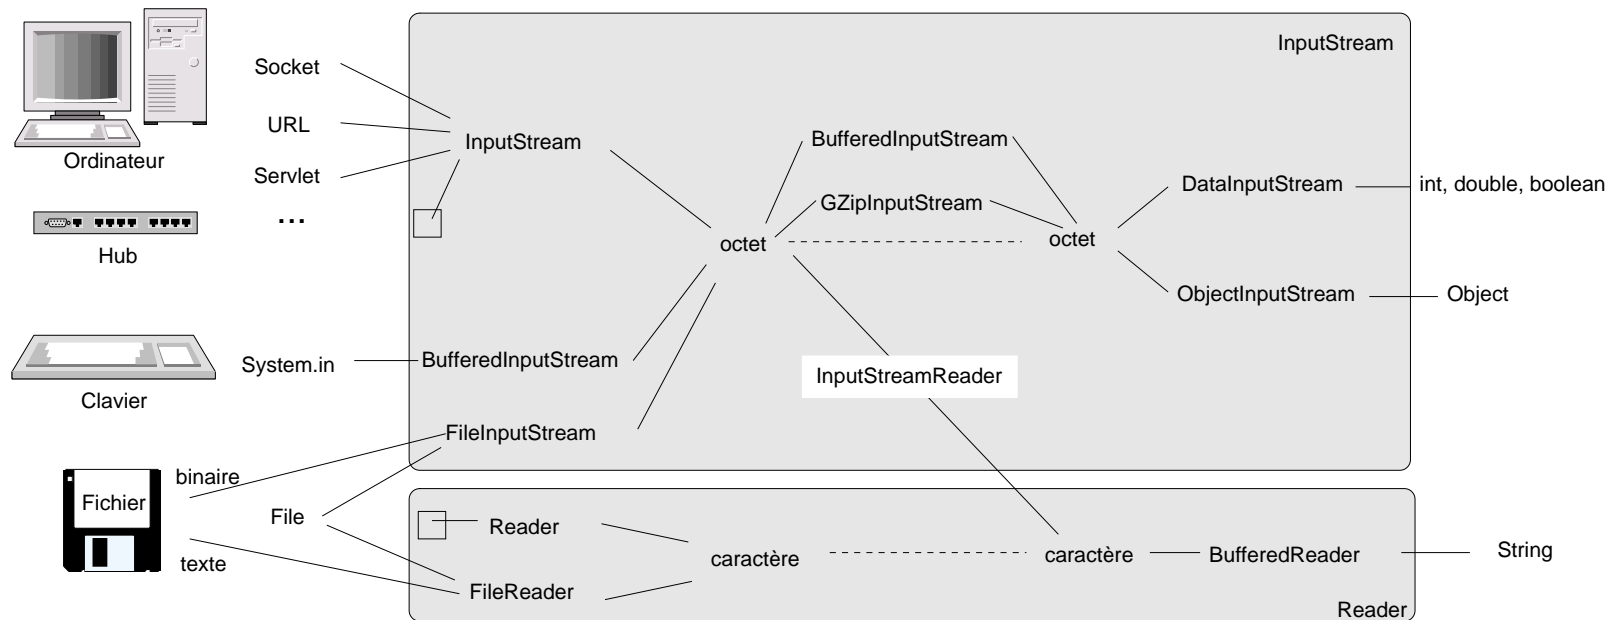 InputStream
Socket
URL
InputStream
BufferedInputStream
Ordinateur
Servlet
DataInputStream
int, double, boolean
GZipInputStream
...
Hub
octet
octet
ObjectInputStream
Object
System.in
BufferedInputStream
InputStreamReader
Clavier
FileInputStream
binaire
Fichier
File
Reader
caractère
caractère
BufferedReader
String
texte
FileReader
Reader